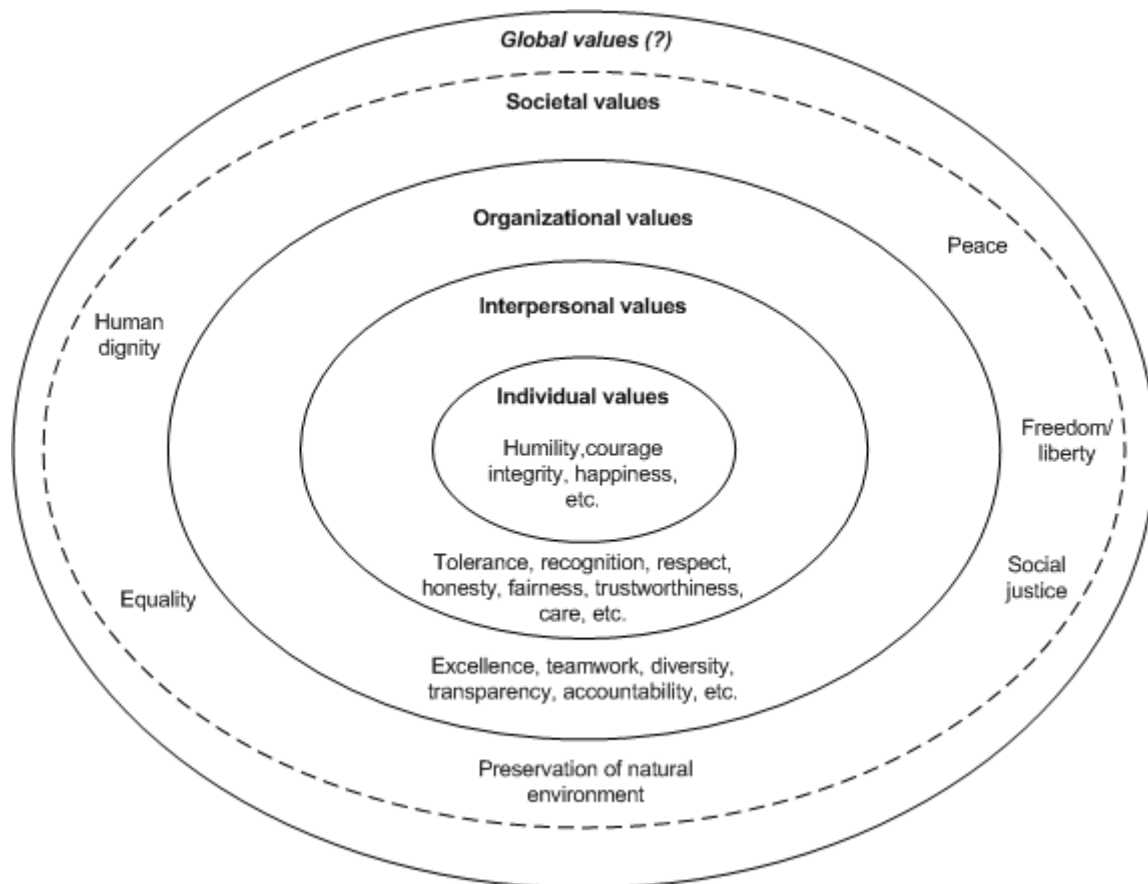 Global values (?)
Societal values
Organizational values
Peace
Interpersonal values
Human
dignity
Individual values
Humility,courage
integrity, happiness,
etc.
Freedom/
liberty
Tolerance, recognition, respect,
honesty, fairness, trustworthiness,
care, etc.
Social
justice
Equality
Excellence, teamwork, diversity,
transparency, accountability, etc.
Preservation of natural
environment